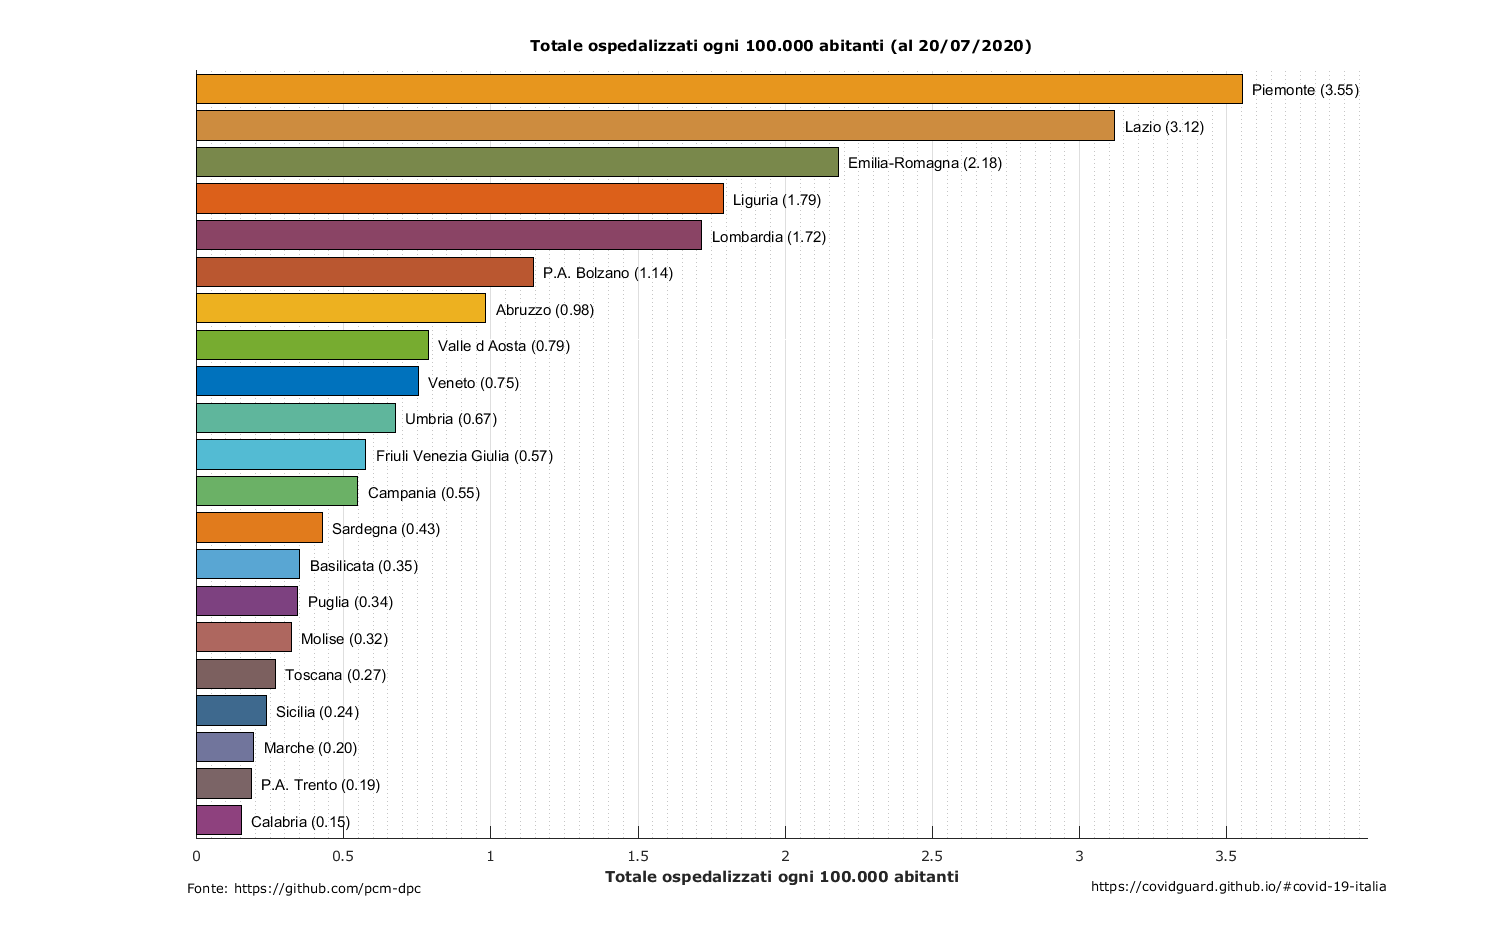 Totale ospedalizzati ogni 100.000 abitanti (al 20/07/2020)
Piemonte (3.55)
Lazio (3.12)
Emilia-Romagna (2.18)
Liguria (1.79)
Lombardia (1.72)
P.A. Bolzano (1.14)
Abruzzo (0.98)
Valle d Aosta (0.79)
Veneto (0.75)
Umbria (0.67)
Friuli Venezia Giulia (0.57)
Campania (0.55)
Sardegna (0.43)
Basilicata (0.35)
Puglia (0.34)
Molise (0.32)
Toscana (0.27)
Sicilia (0.24)
Marche (0.20)
P.A. Trento (0.19)
Calabria (0.15)
0 0.5 1 1.5 2 2.5 3 3.5
Totale ospedalizzati ogni 100.000 abitanti
Fonte: https://github.com/pcm-dpc
https://covidguard.github.io/#covid-19-italia